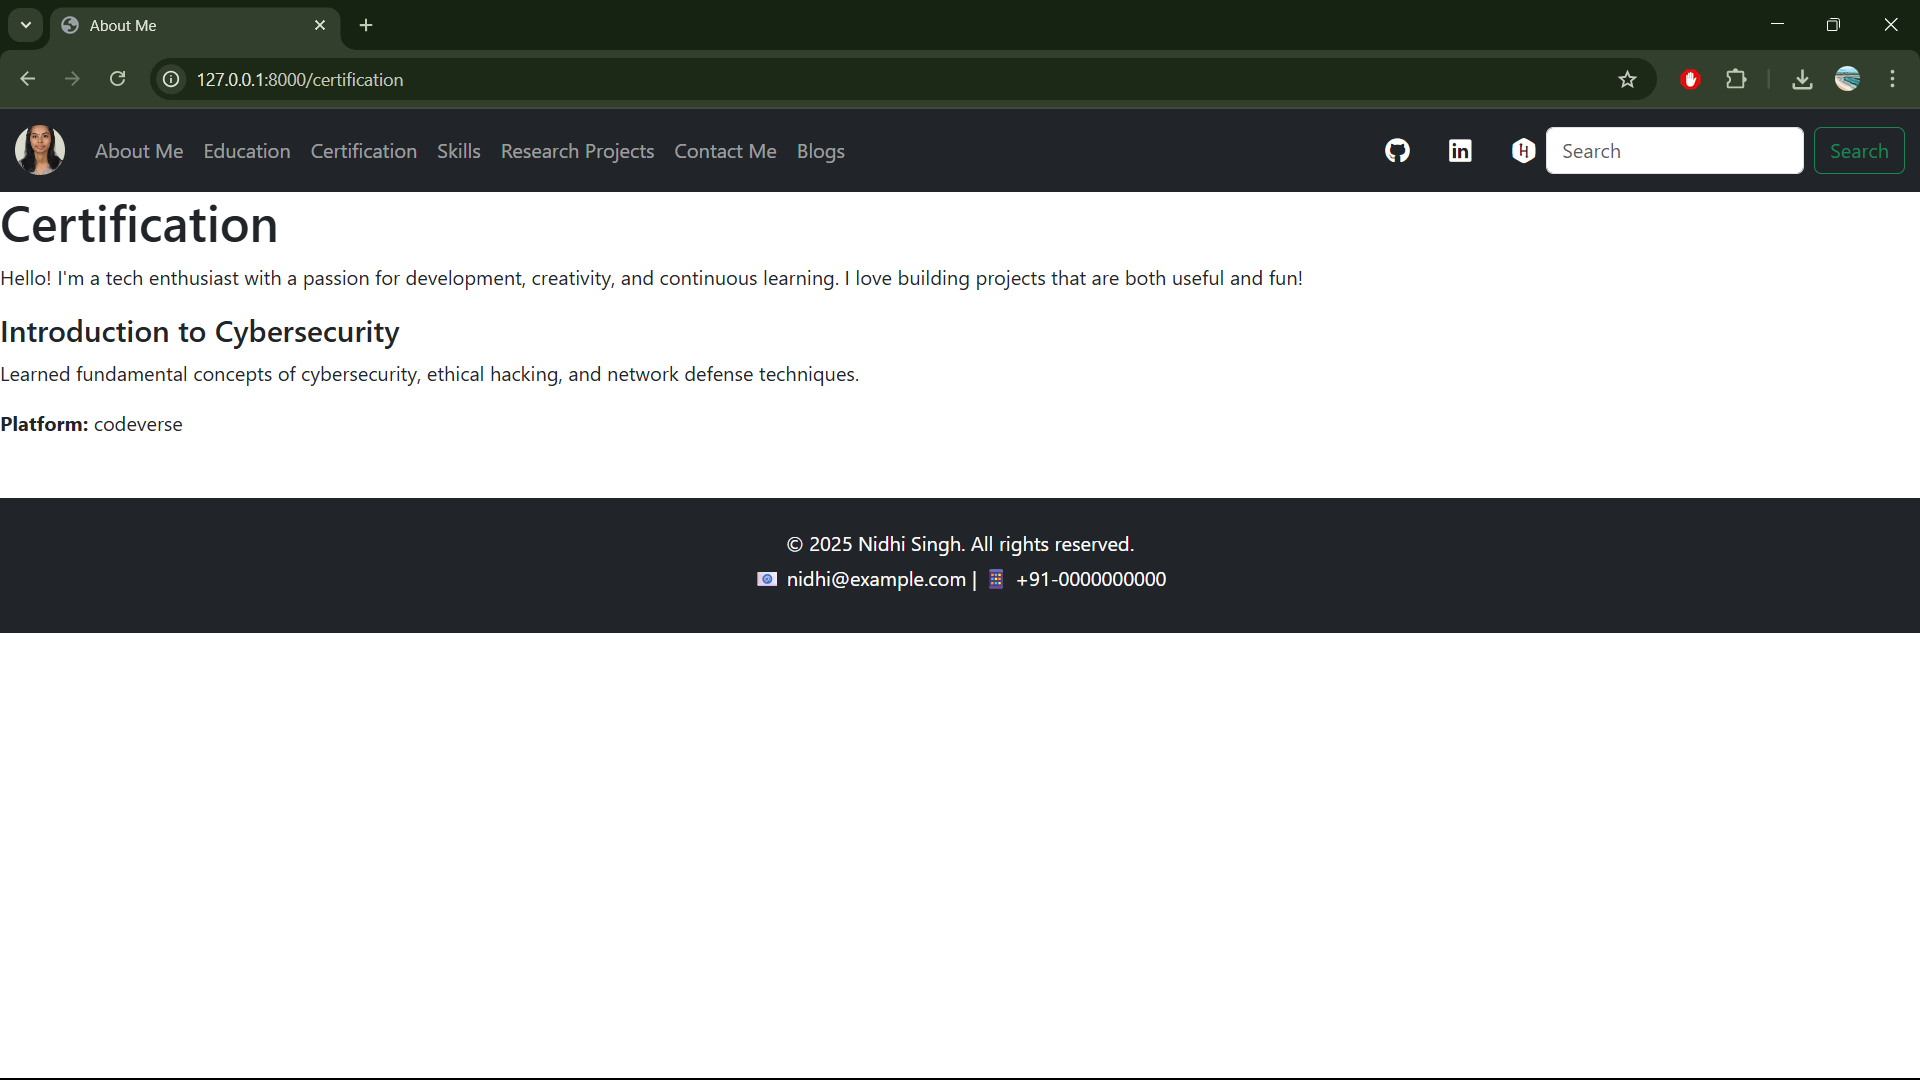 About Me
127.0.0.1:8000/certification
About Me Education Certification Skills Research Projects Contact Me Blogs in H Search Search
Certification
Hello! I'm a tech enthusiast with a passion for development, creativity, and continuous learning. I love building projects that are both useful and fun!
Introduction to Cybersecurity
Learned fundamental concepts of cybersecurity, ethical hacking, and network defense techniques.
Platform: codeverse
© 2025 Nidhi Singh. All rights reserved.
📧 nidhi@example.com | 📱 +91-0000000000